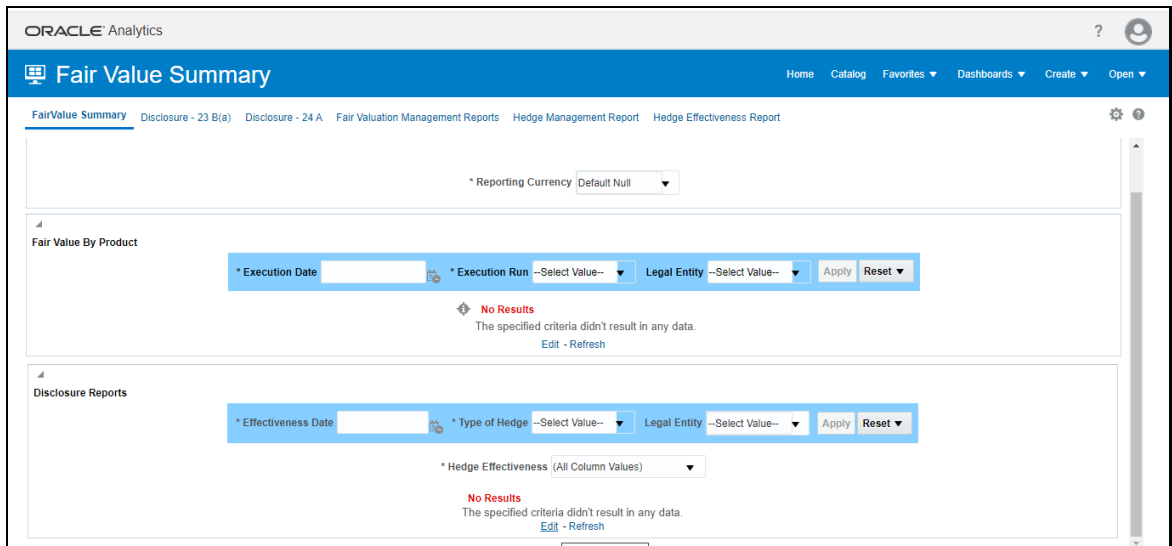 ORACLE Analytics ?
Fair Value Summary Home Catalog Favorites Dashboards Create Open
FairValue Summary Disclosure - 23 B(a) Disclosure - 24 A Fair Valuation Management Reports Hedge Management Report Hedge Effectiveness Report ?
* Reporting Currency Default Null
Fair Value By Product
* Execution Date * Execution Run --Select Value-- Legal Entity --Select Value-- Apply Reset
No Results
The specified criteria didn't result in any data.
Edit - Refresh
Disclosure Reports
* Effectiveness Date * Type of Hedge --Select Value-- Legal Entity --Select Value-- Apply Reset
* Hedge Effectiveness (All Column Values)
No Results
The specified criteria didn't result in any data.
Edit - Refresh